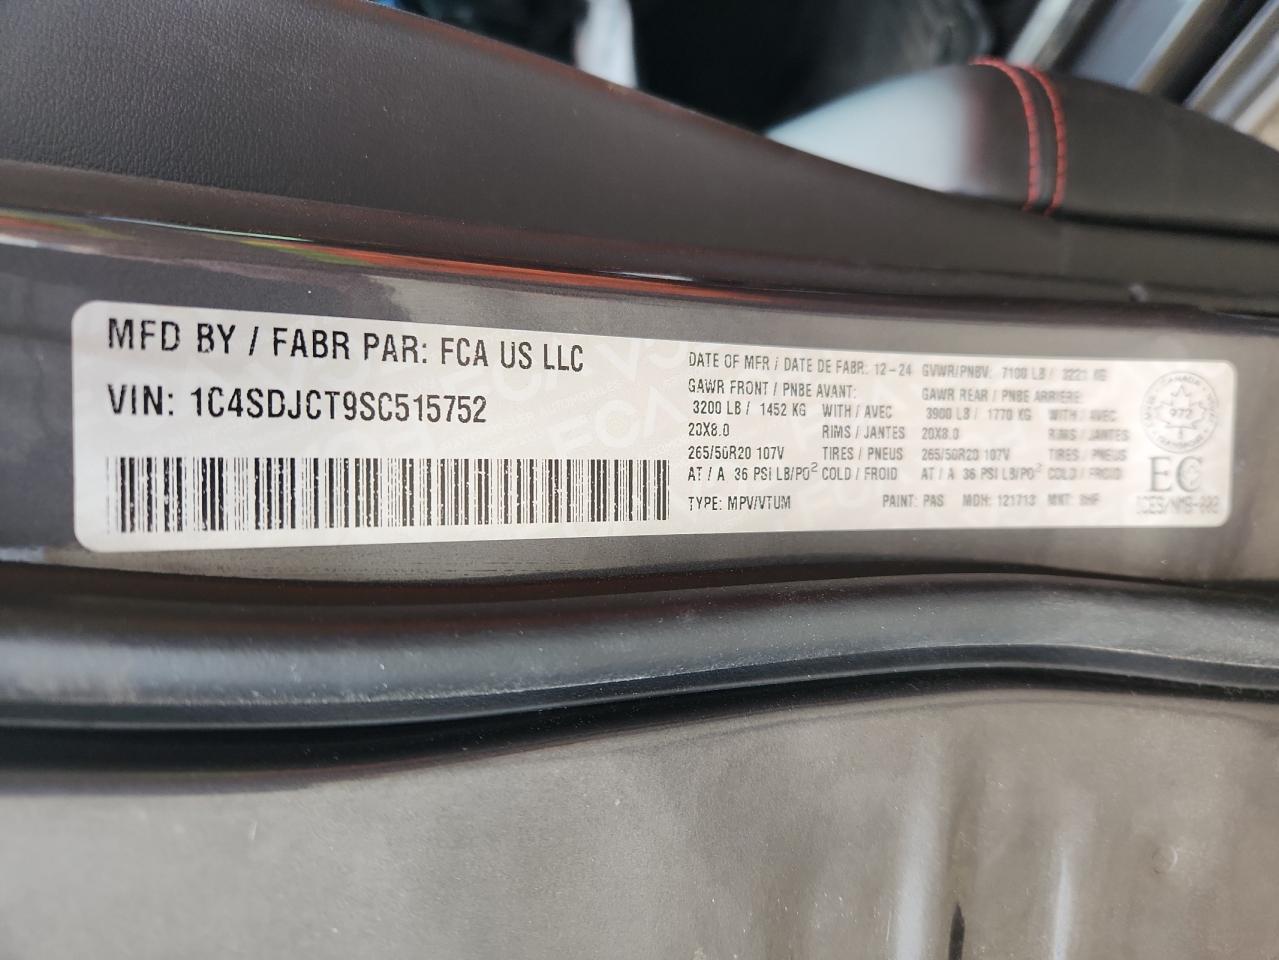 MFD BY / FABR PAR: FCA US LLC
VIN: 1C4SDJCT9SC515752
DATE OF MFR / DATE DE FABR: 12-24 GVWR/PNBV: 7100 LB / 3221 KG
GAWR FRONT / PNBE AVANT: GAWR REAR / PNBE ARRIERE:
3200 LB / 1452 KG WITH / AVEC 3900 LB / 1770 KG WITH / AVEC
20X8.0 RIMS / JANTES 20X8.0 RIMS / JANTES
265/50R20 107V TIRES / PNEUS 265/50R20 107V TIRES / PNEUS
AT / A 36 PSI LB/PO² COLD / FROID AT / A 36 PSI LB/PO² COLD / FROID
TYPE: MPV/VTUM PAINT: PAS MDH: 121713 MNT:
CANADA
972
EC